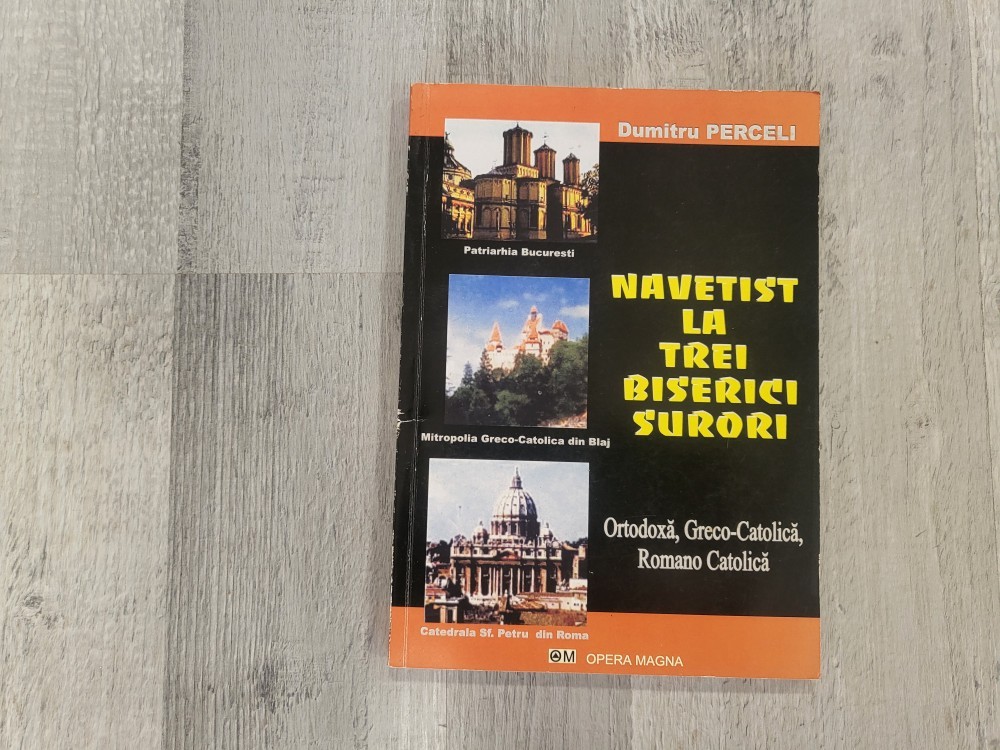 Dumitru PERCELI
Patriarhia Bucuresti
NAVETIST
LA
TREI
BISERICI
SURORI
Mitropolia Greco-Catolica din Blaj
Ortodoxă, Greco-Catolică,
Romano Catolică
Catedrala Sf. Petru din Roma
OM OPERA MAGNA